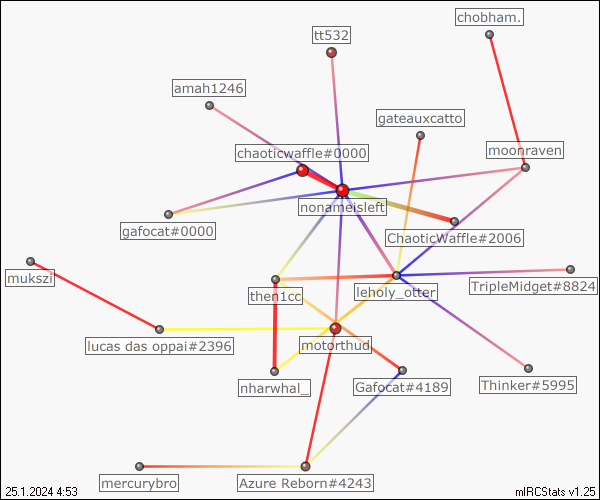 chobham.
tt532
amah1246
gateauxcatto
chaoticwaffle#0000
moonraven
nonameisleft
gafocat#0000
ChaoticWaffle#2006
mukszi
then1cc
leholy_otter
TripleMidget#8824
lucas das oppai#2396
motorthud
nharwhal_
Gafocat#4189
Thinker#5995
mercurybro
Azure Reborn#4243
25.1.2024 4:53
mIRCStats v1.25